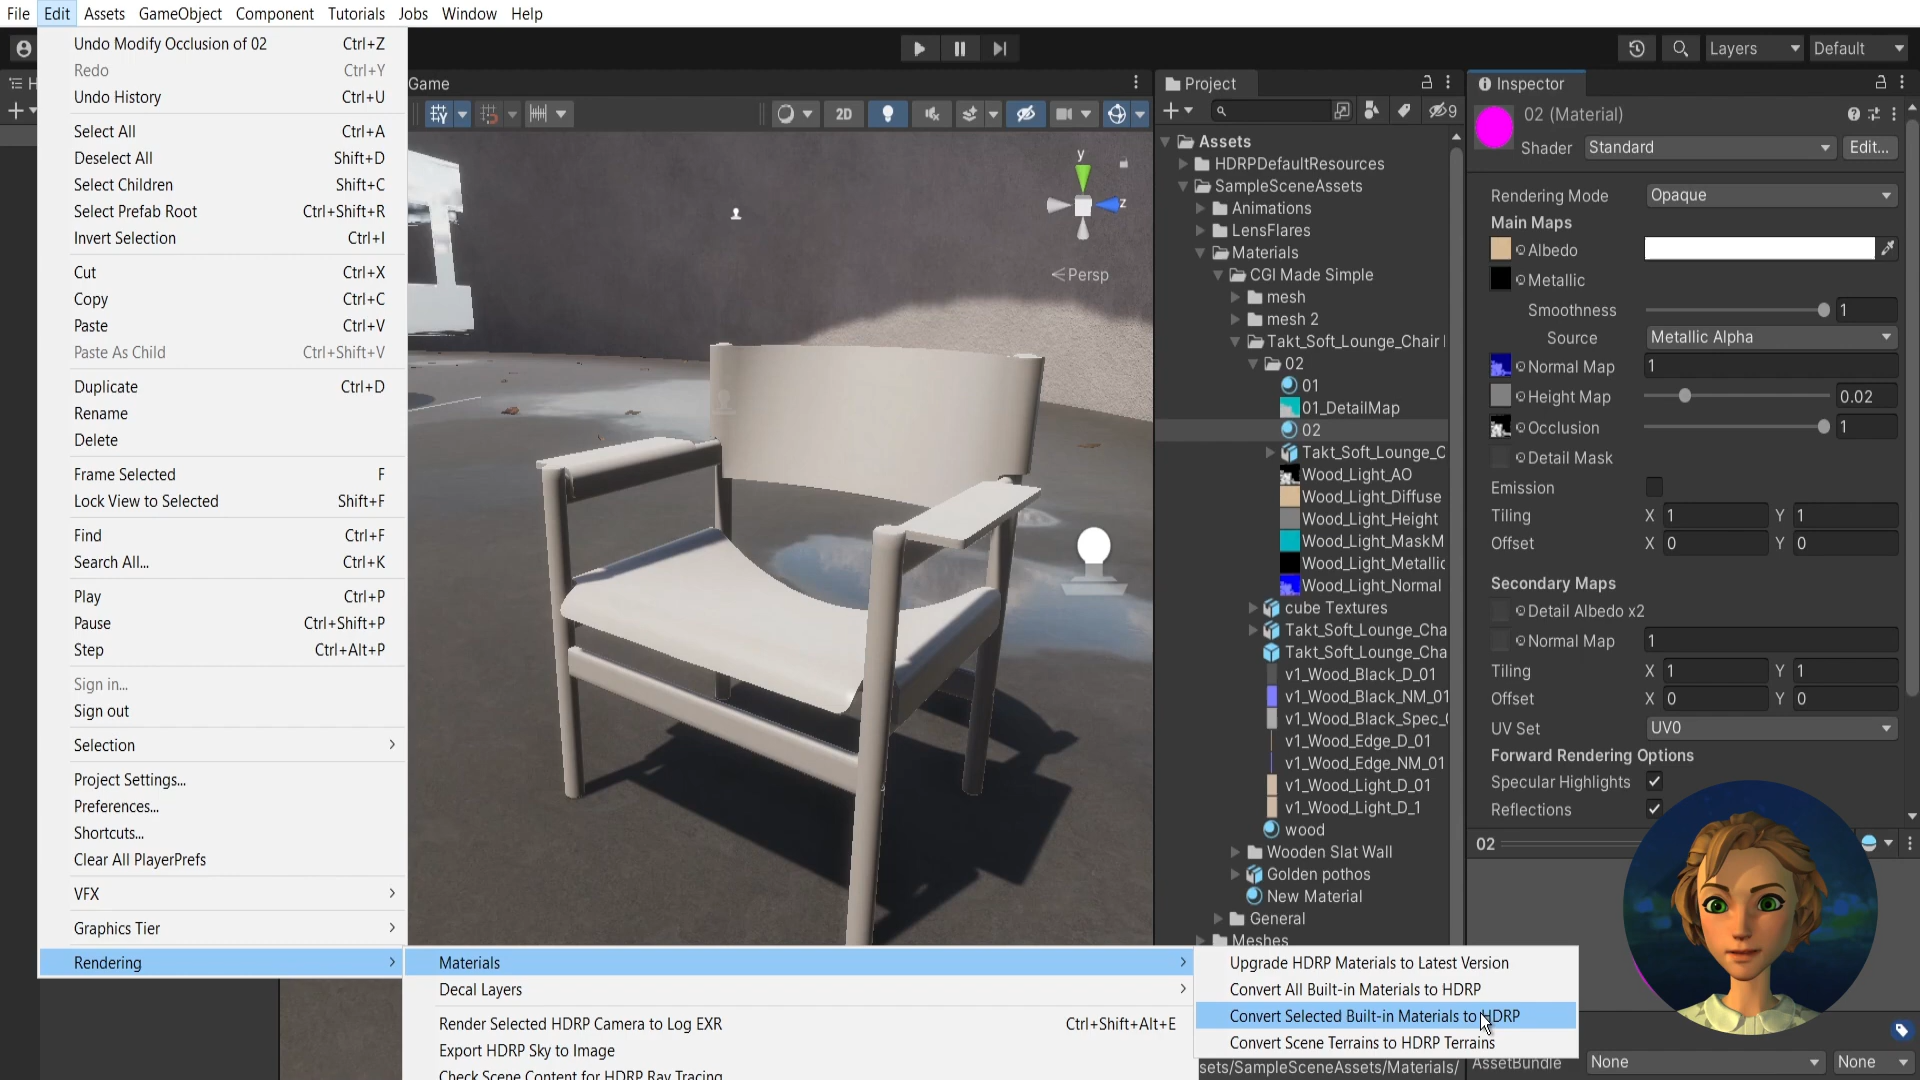 File Edit Assets GameObject Component Tutorials Jobs Window Help
Undo Modify Occlusion of 02 Ctrl+Z
Redo Ctrl+Y
Undo History Ctrl+U
Select All Ctrl+A
Deselect All Shift+D
Select Children Shift+C
Select Prefab Root Ctrl+Shift+R
Invert Selection Ctrl+I
Cut Ctrl+X
Copy Ctrl+C
Paste Ctrl+V
Paste As Child Ctrl+Shift+V
Duplicate Ctrl+D
Rename
Delete
Frame Selected F
Lock View to Selected Shift+F
Find Ctrl+F
Search All... Ctrl+K
Play Ctrl+P
Pause Ctrl+Shift+P
Step Ctrl+Alt+P
Sign in...
Sign out
Selection
Project Settings...
Preferences...
Shortcuts...
Clear All PlayerPrefs
VFX
Graphics Tier
Rendering
Materials
Decal Layers
Render Selected HDRP Camera to Log EXR Ctrl+Shift+Alt+E
Export HDRP Sky to Image
Check Scene Content for HDRP Ray Tracing
Upgrade HDRP Materials to Latest Version
Convert All Built-in Materials to HDRP
Convert Selected Built-in Materials to HDRP
Convert Scene Terrains to HDRP Terrains
sets/SampleSceneAssets/Materials/
H
Game
2D
y
z
Persp
Layers Default
Project
9
Assets
HDRPDefaultResources
SampleSceneAssets
Animations
LensFlares
Materials
CGI Made Simple
mesh
mesh 2
Takt_Soft_Lounge_Chair
02
01
01_DetailMap
02
Takt_Soft_Lounge_C
Wood_Light_AO
Wood_Light_Diffuse
Wood_Light_Height
Wood_Light_MaskM
Wood_Light_Metallic
Wood_Light_Normal
cube Textures
Takt_Soft_Lounge_Cha
Takt_Soft_Lounge_Cha
v1_Wood_Black_D_01
v1_Wood_Black_NM_01
v1_Wood_Black_Spec_
v1_Wood_Edge_D_01
v1_Wood_Edge_NM_01
v1_Wood_Light_D_01
v1_Wood_Light_D_1
wood
Wooden Slat Wall
Golden pothos
New Material
General
Meshes
Inspector
02 (Material)
Shader Standard Edit...
Rendering Mode Opaque
Main Maps
Albedo
Metallic
Smoothness 1
Source Metallic Alpha
Normal Map 1
Height Map 0.02
Occlusion 1
Detail Mask
Emission
Tiling X 1 Y 1
Offset X 0 Y 0
Secondary Maps
Detail Albedo x2
Normal Map 1
Tiling X 1 Y 1
Offset X 0 Y 0
UV Set UV0
Forward Rendering Options
Specular Highlights
Reflections
02
AssetBundle None None